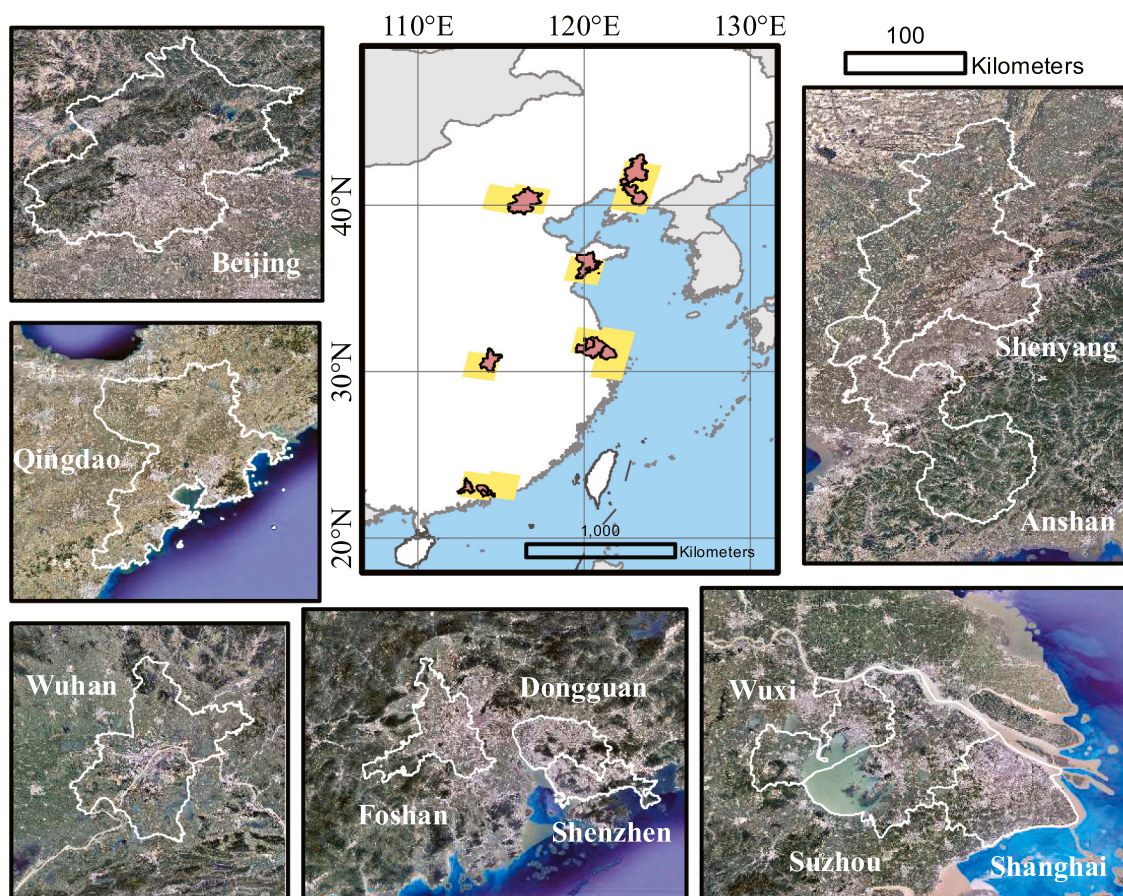 110°E
120°E
130°E
100
Kilometers
40°N
30°N
20°N
1,000
Kilometers
Beijing
Qingdao
Shenyang
Anshan
Wuhan
Dongguan
Foshan
Shenzhen
Wuxi
Suzhou
Shanghai